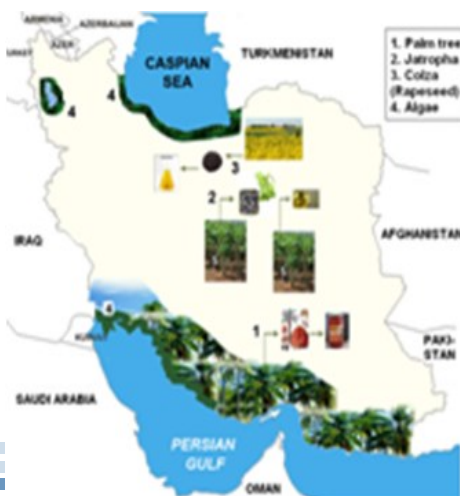 ARMENIA
AZERBAIJAN
AZER.
TURKMENISTAN
CASPIAN
SEA
1. Palm tree
2. Jatropha
3. Colza
(Rapeseed)
4. Algae
4
4
3
2
IRAQ
AFGHANISTAN
4
1
PAKI-
STAN
SAUDI ARABIA
PERSIAN
GULF
OMAN